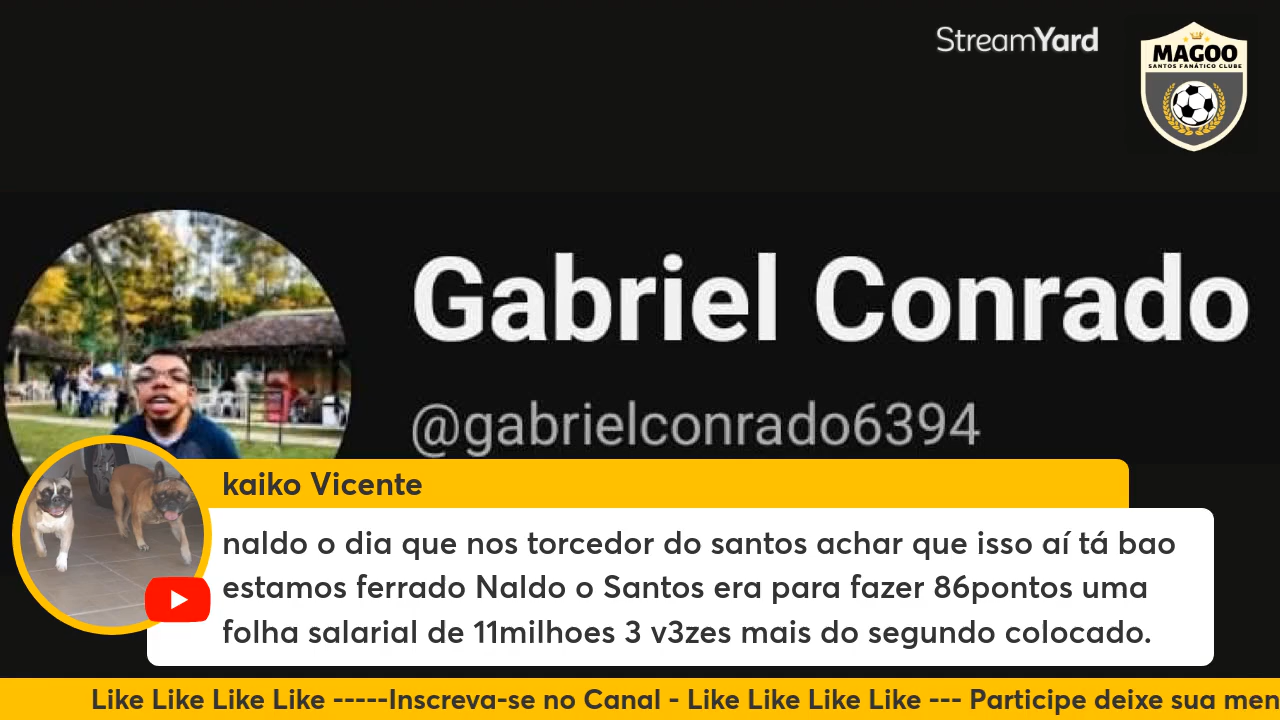 StreamYard
MAGOO
SANTOS FANÁTICO CLUBE
Gabriel Conrado
@gabrielconrado6394
kaiko Vicente
naldo o dia que nos torcedor do santos achar que isso aí tá bao
estamos ferrado Naldo o Santos era para fazer 86pontos uma
folha salarial de 11milhoes 3 v3zes mais do segundo colocado.
Like Like Like Like -----Inscreva-se no Canal - Like Like Like Like --- Participe deixe sua men